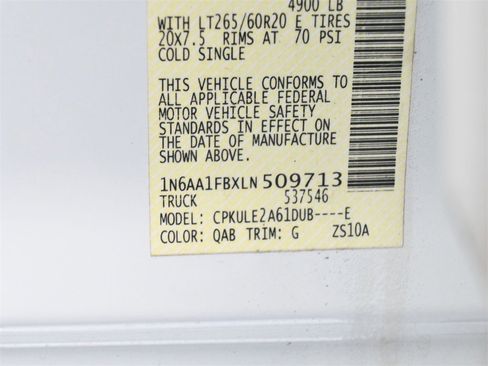 4900 LB
WITH LT265/60R20 E TIRES
20X7.5 RIMS AT 70 PSI
COLD SINGLE
THIS VEHICLE CONFORMS TO
ALL APPLICABLE FEDERAL
MOTOR VEHICLE SAFETY
STANDARDS IN EFFECT ON
THE DATE OF MANUFACTURE
SHOWN ABOVE.
1N6AA1FBXLN509713
TRUCK 537546
MODEL: CPKULE2A61DUB----E
COLOR: QAB TRIM: G ZS10A